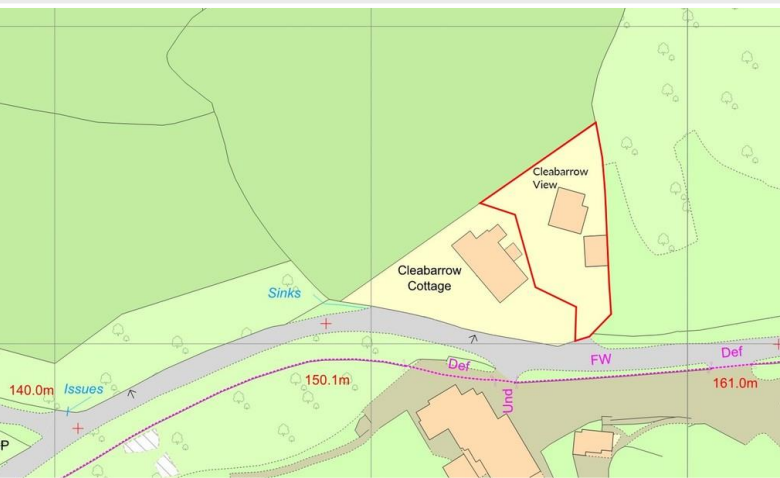 Cleabarrow
View
Cleabarrow
Cottage
Sinks
Def
FW
Def
150.1m
161.0m
140.0m
Issues
Und
P